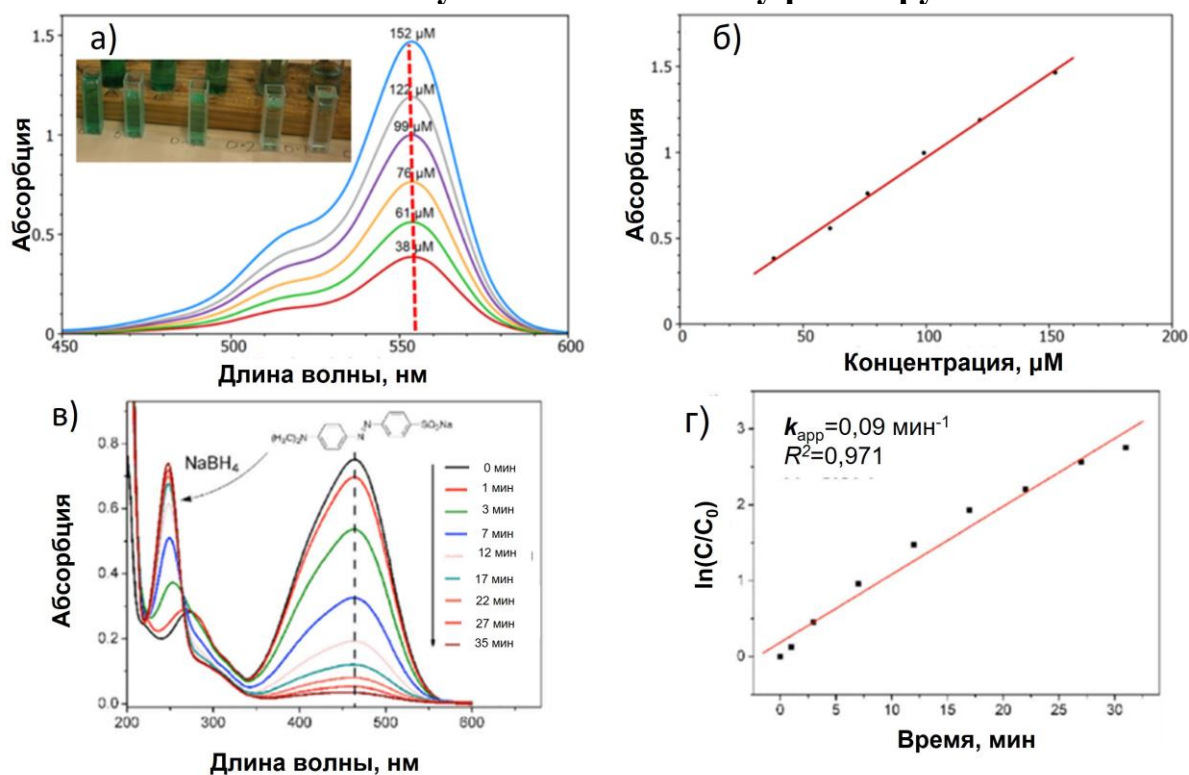 а)
1.5
1
0.5
0
152 µM
122 µM
99 µM
76 µM
61 µM
38 µM
450
500
550
600
Абсорбция
Длина волны, нм
б)
1.5
1.0
0.5
0
0
50
100
150
200
Абсорбция
Концентрация, µM
в)
0.8
0.6
0.4
0.2
0.0
NaBH4
(H3C)2N
N
N
SO3Na
0 мин
1 мин
3 мин
7 мин
12 мин
17 мин
22 мин
27 мин
35 мин
200
300
400
500
600
800
Абсорбция
Длина волны, нм
г)
kapp=0,09 мин-1
R2=0,971
3
2
1
0
0
5
10
15
20
25
30
ln(C/C0)
Время, мин